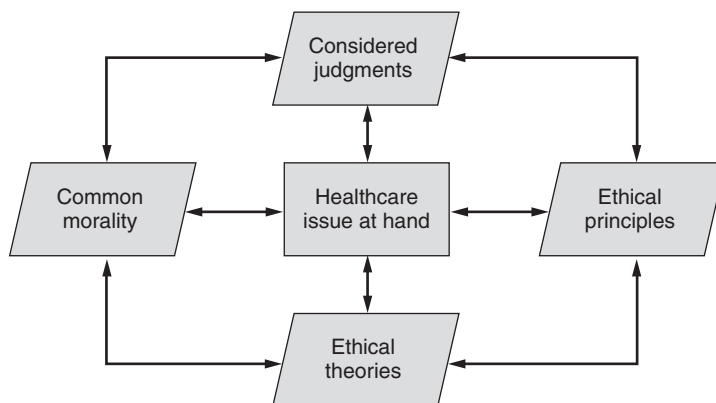 Considered
judgments
Common
morality
Healthcare
issue at hand
Ethical
principles
Ethical
theories